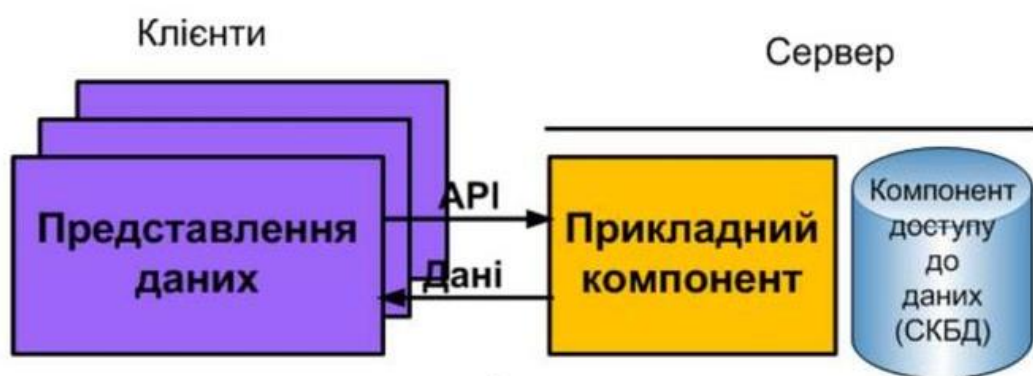 Клієнти
Сервер
Представлення
даних
API
Дані
Прикладний
компонент
Компонент
доступу
до
даних
(СКБД)